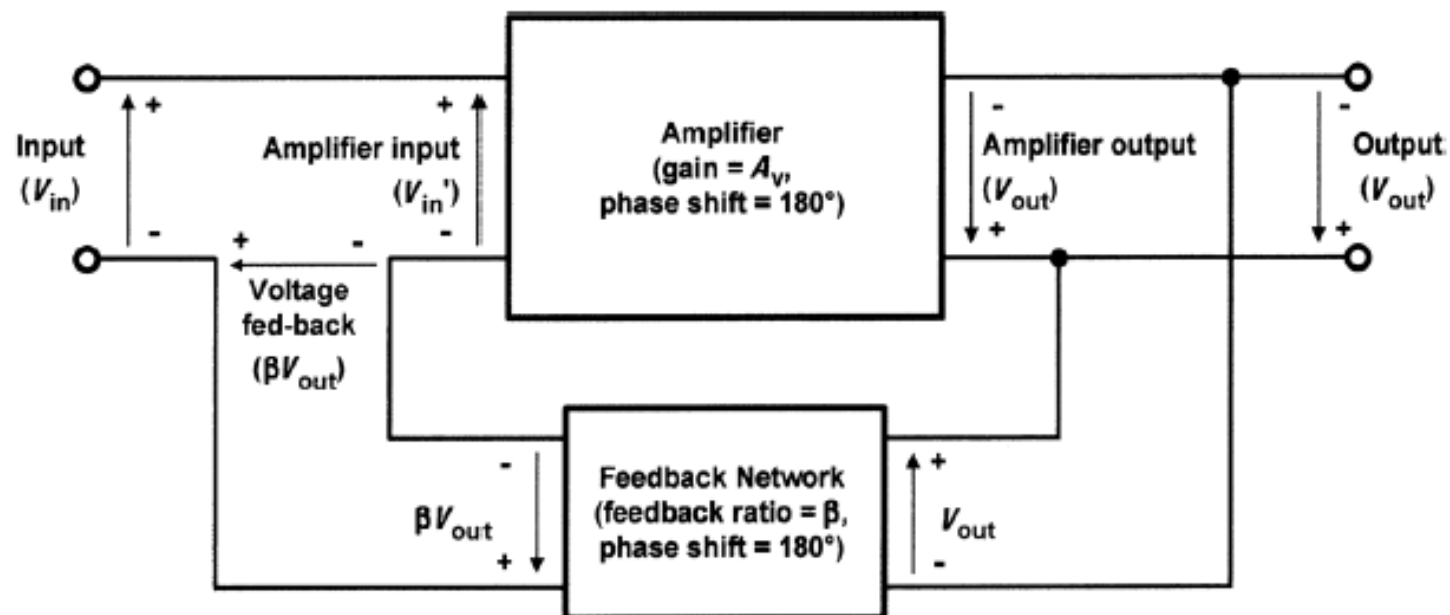 Input
(Vin)
+
-
Amplifier input
(Vin')
+
-
Amplifier
(gain = Av,
phase shift = 180°)
-
Amplifier output
(Vout)
+
-
Output
(Vout)
+
+ -
Voltage
fed-back
(βVout)
-
βVout
+
Feedback Network
(feedback ratio = β,
phase shift = 180°)
+
Vout
-